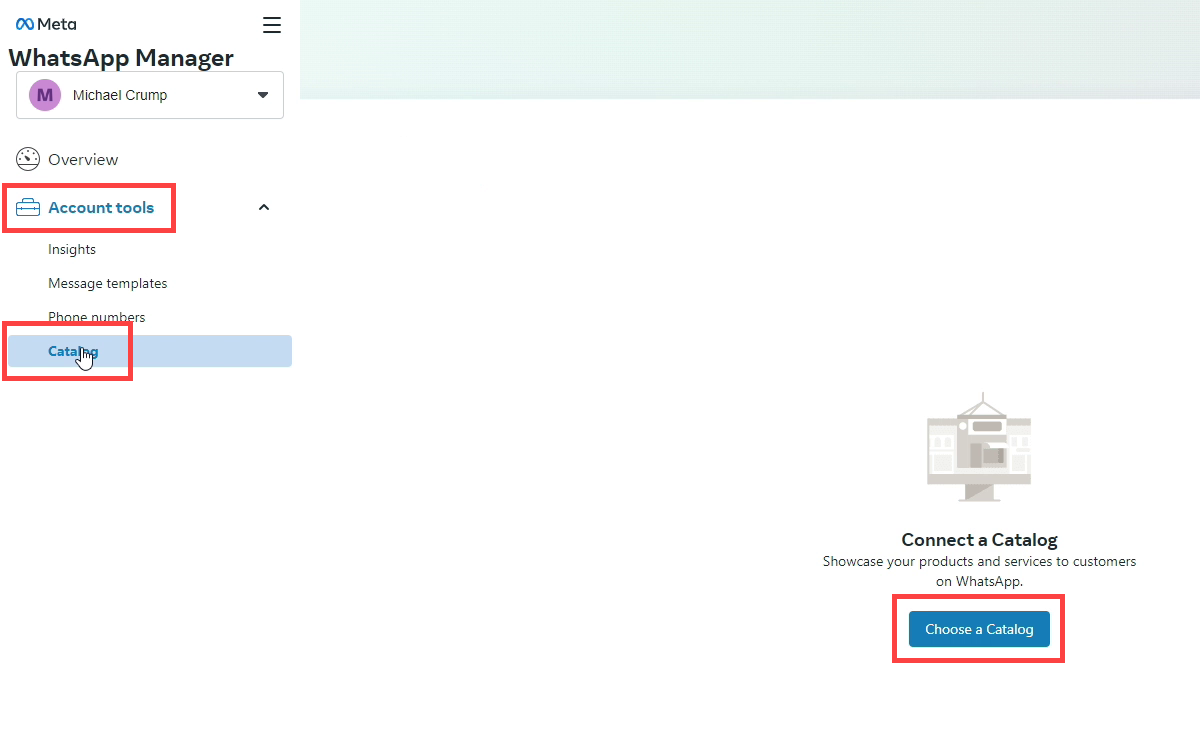 Meta
WhatsApp Manager
M
Michael Crump
Overview
Account tools
Insights
Message templates
Phone numbers
Catalog
Connect a Catalog
Showcase your products and services to customers
on WhatsApp.
Choose a Catalog